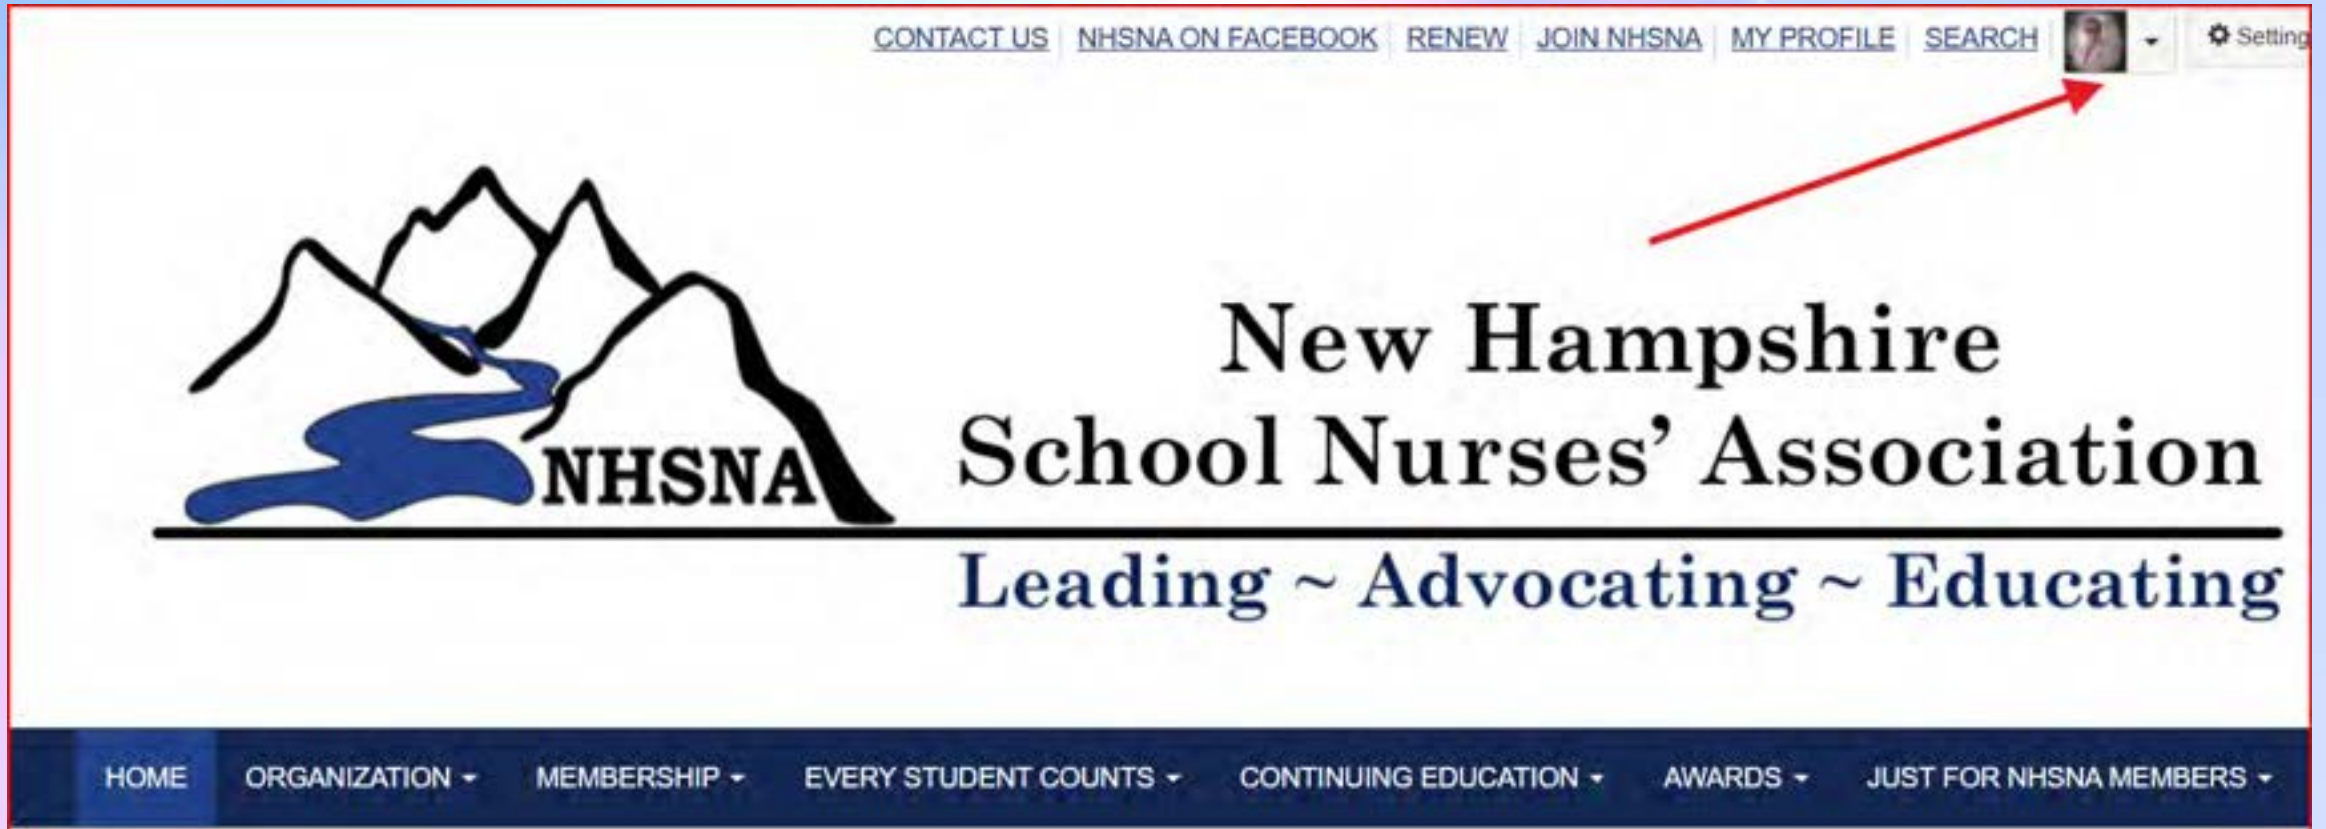 CONTACT US NHSNA ON FACEBOOK RENEW JOIN NHSNA MY PROFILE SEARCH Setting
New Hampshire
School Nurses’ Association
NHSNA
Leading ~ Advocating ~ Educating
HOME ORGANIZATION MEMBERSHIP EVERY STUDENT COUNTS CONTINUING EDUCATION AWARDS JUST FOR NHSNA MEMBERS